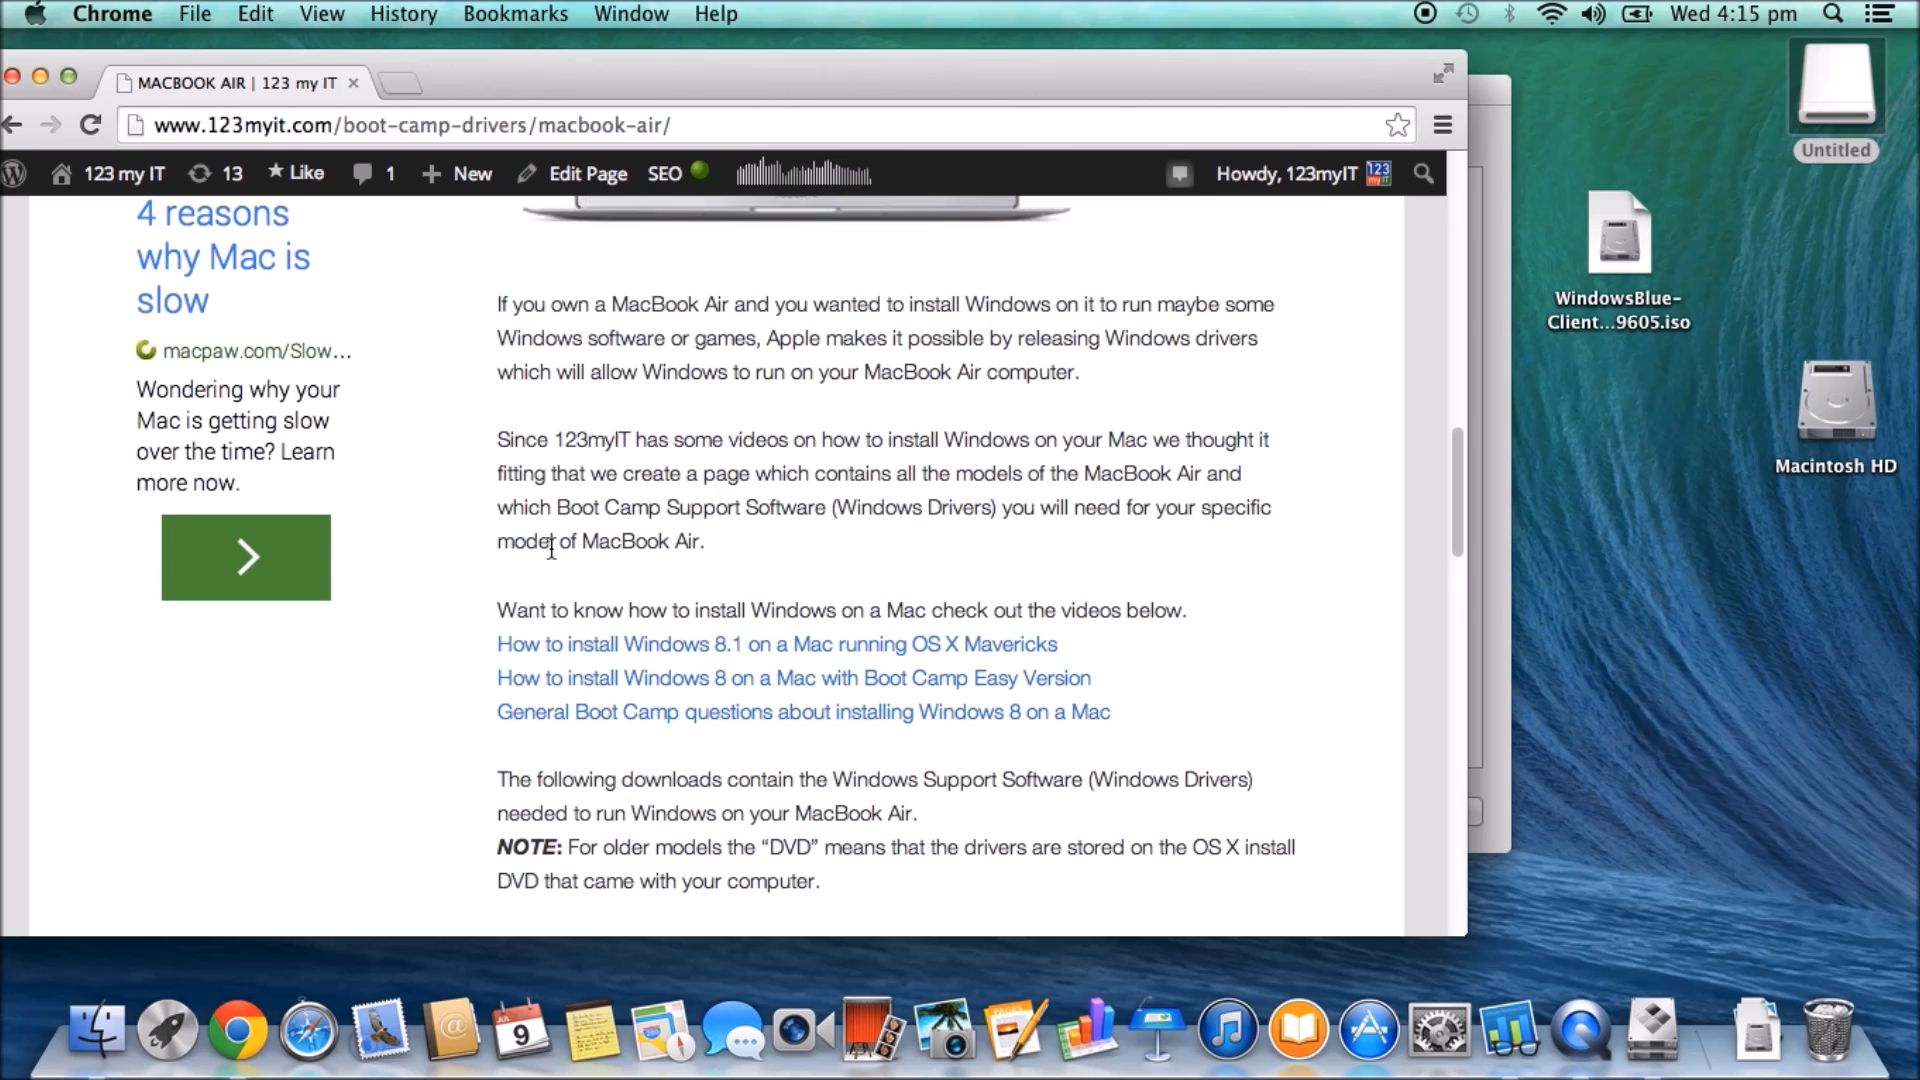 Chrome File Edit View History Bookmarks Window Help Wed 4:15 pm
MACBOOK AIR | 123 my IT
www.123myit.com/boot-camp-drivers/macbook-air/
123 my IT 13 Like 1 New Edit Page SEO Howdy, 123myIT 123 my IT
4 reasons
why Mac is
slow
macpaw.com/Slow...
Wondering why your
Mac is getting slow
over the time? Learn
more now.
If you own a MacBook Air and you wanted to install Windows on it to run maybe some
Windows software or games, Apple makes it possible by releasing Windows drivers
which will allow Windows to run on your MacBook Air computer.
Since 123myIT has some videos on how to install Windows on your Mac we thought it
fitting that we create a page which contains all the models of the MacBook Air and
which Boot Camp Support Software (Windows Drivers) you will need for your specific
model of MacBook Air.
Want to know how to install Windows on a Mac check out the videos below.
How to install Windows 8.1 on a Mac running OS X Mavericks
How to install Windows 8 on a Mac with Boot Camp Easy Version
General Boot Camp questions about installing Windows 8 on a Mac
The following downloads contain the Windows Support Software (Windows Drivers)
needed to run Windows on your MacBook Air.
NOTE: For older models the “DVD” means that the drivers are stored on the OS X install
DVD that came with your computer.
Untitled
WindowsBlue-
Client...9605.iso
Macintosh HD
JUL
9